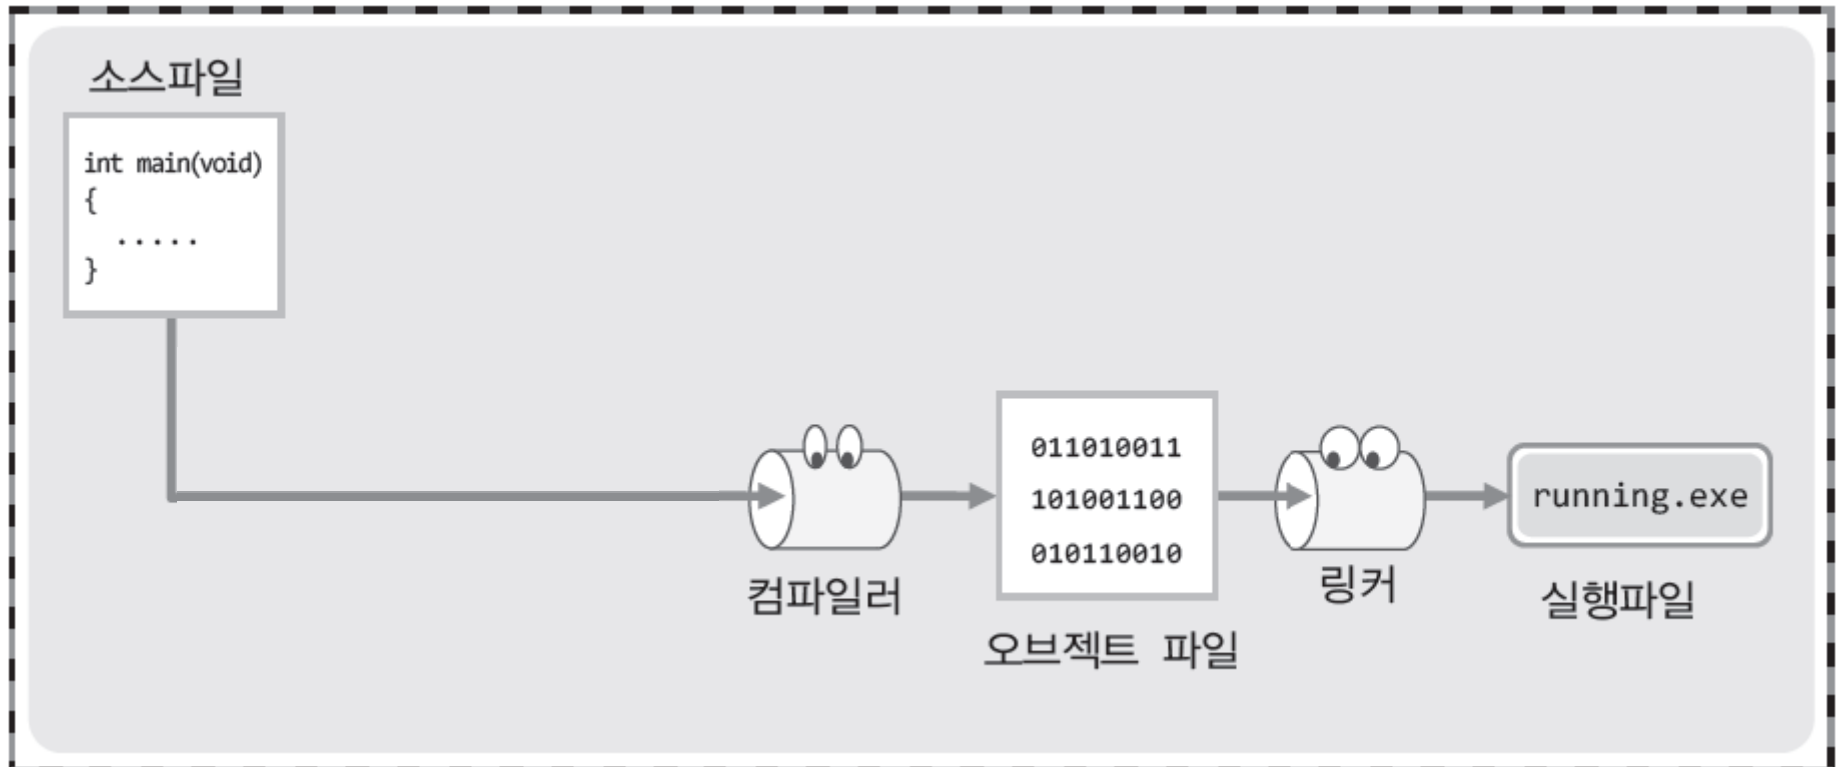 소스파일
int main(void)
{
.....
}
011010011
101001100
010110010
running.exe
컴파일러
링커
실행파일
오브젝트 파일